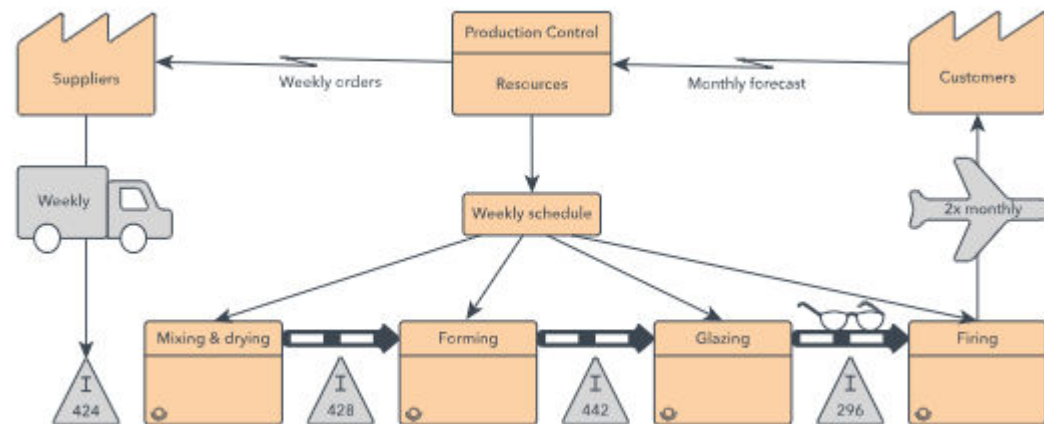 Production Control
Suppliers
Resources
Customers
Weekly orders
Monthly forecast
Weekly
Weekly schedule
2x monthly
Mixing & drying
Forming
Glazing
Firing
I
424
I
428
I
442
I
296